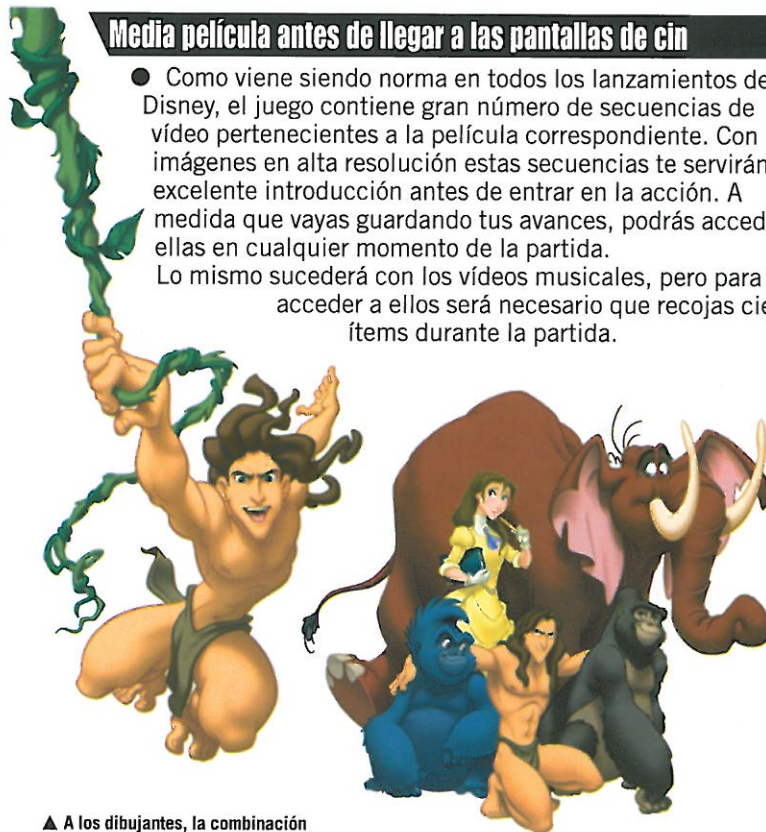 Media película antes de llegar a las pantallas de cin
● Como viene siendo norma en todos los lanzamientos de
Disney, el juego contiene gran número de secuencias de
vídeo pertenecientes a la película correspondiente. Con
imágenes en alta resolución estas secuencias te servirán
excelente introducción antes de entrar en la acción. A
medida que vayas guardando tus avances, podrás acced
ellas en cualquier momento de la partida.
Lo mismo sucederá con los vídeos musicales, pero para
acceder a ellos será necesario que recojas cie
ítems durante la partida.
▲ A los dibujantes, la combinación